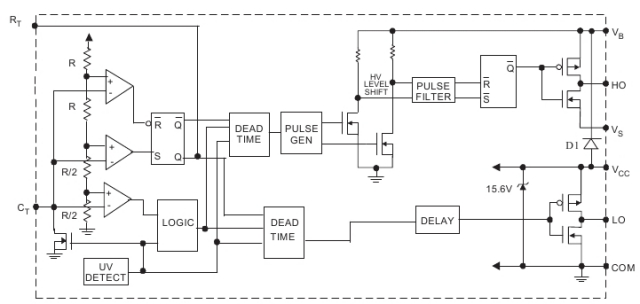 R_T
V_B
R
R
R/2
R/2
+
-
+
-
+
-
R̅
Q̅
S
Q
DEAD
TIME
PULSE
GEN
HV
LEVEL
SHIFT
PULSE
FILTER
R̅
S̅
Q̅
HO
V_S
D1
V_CC
15.6V
C_T
LOGIC
DEAD
TIME
DELAY
LO
UV
DETECT
COM